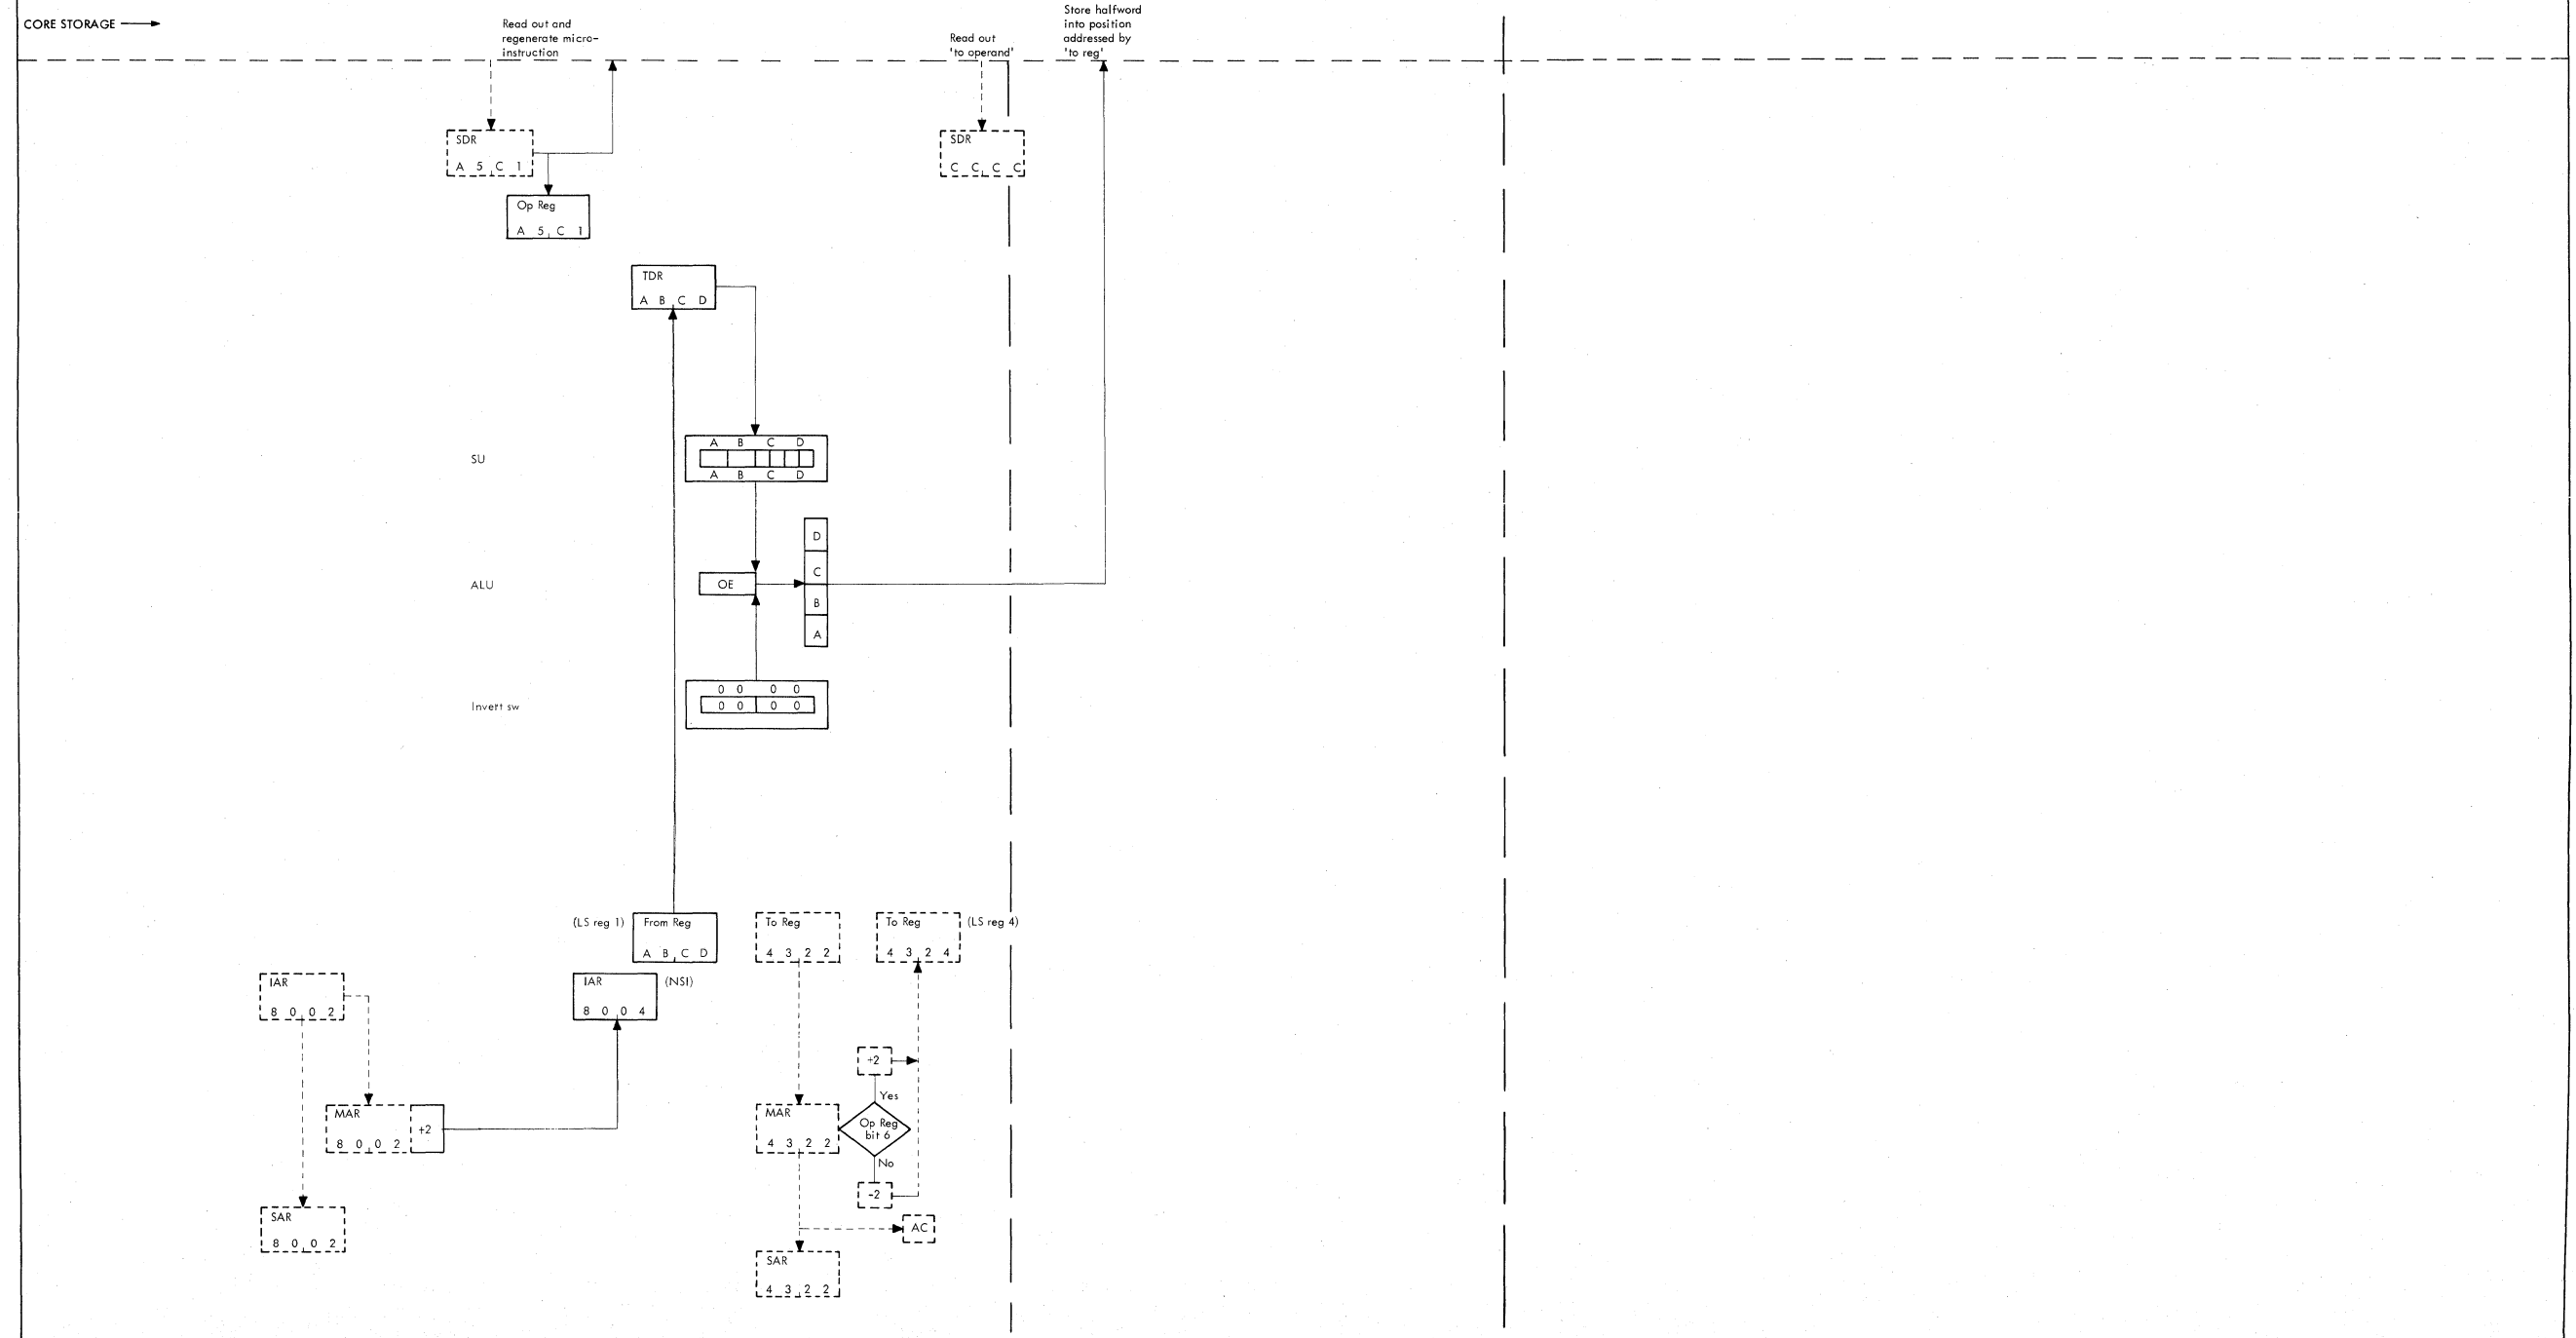 CORE STORAGE
Read out and
regenerate micro-
instruction
Read out
'to operand'
Store halfword
into position
addressed by
'to reg'
SDR
A 5 C 1
SDR
C C C C
Op Reg
A 5 C 1
TDR
A B C D
SU
A B C D
A B C D
D
C
B
A
ALU
OE
Invert sw
0 0 0 0
0 0 0 0
(LS reg 1)
From Reg
A B C D
To Reg
4 3 2 2
To Reg
4 3 2 4
(LS reg 4)
IAR
8 0 0 2
IAR
8 0 0 4
(NSI)
MAR
8 0 0 2
+2
MAR
4 3 2 2
+2
Yes
Op Reg
bit 6
No
-2
AC
SAR
8 0 0 2
SAR
4 3 2 2